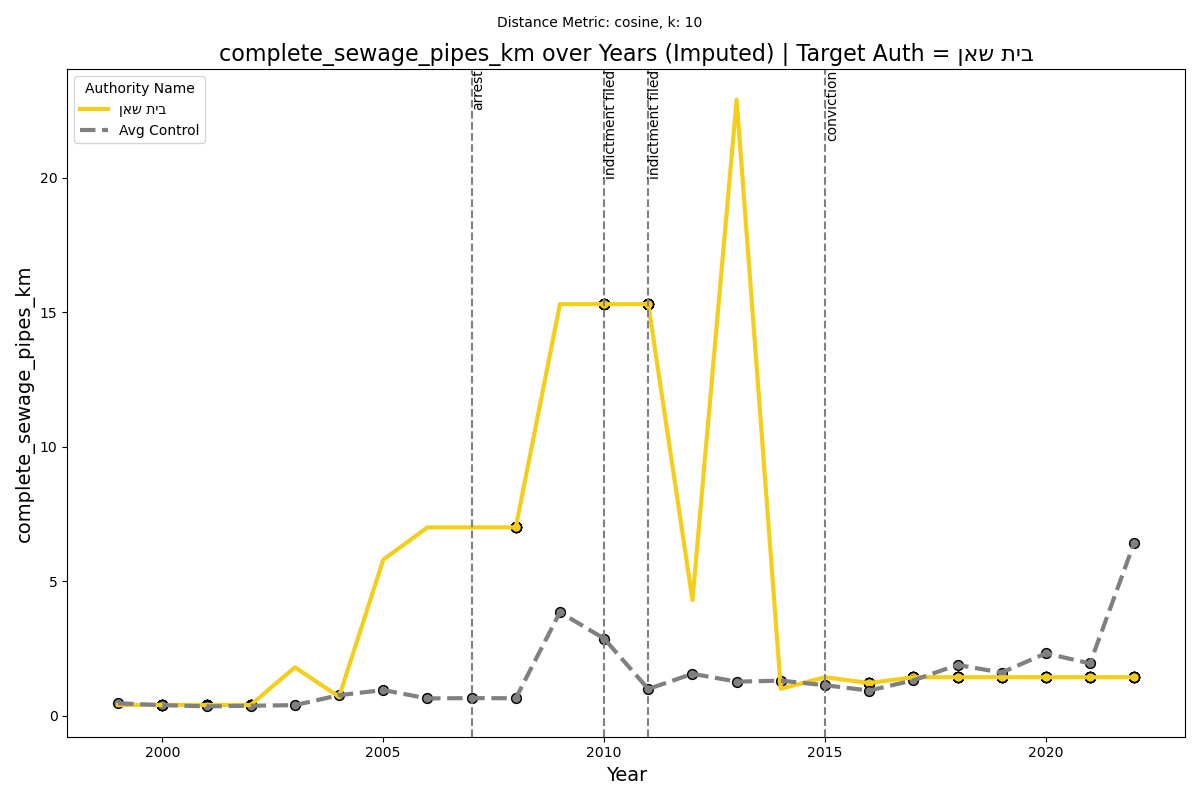 Distance Metric: cosine, k: 10
complete_sewage_pipes_km over Years (Imputed) | Target Auth = בית שאן
Authority Name
בית שאן
Avg Control
arrest
indictment filed
indictment filed
conviction
complete_sewage_pipes_km
20
15
10
5
0
2000
2005
2010
2015
2020
Year